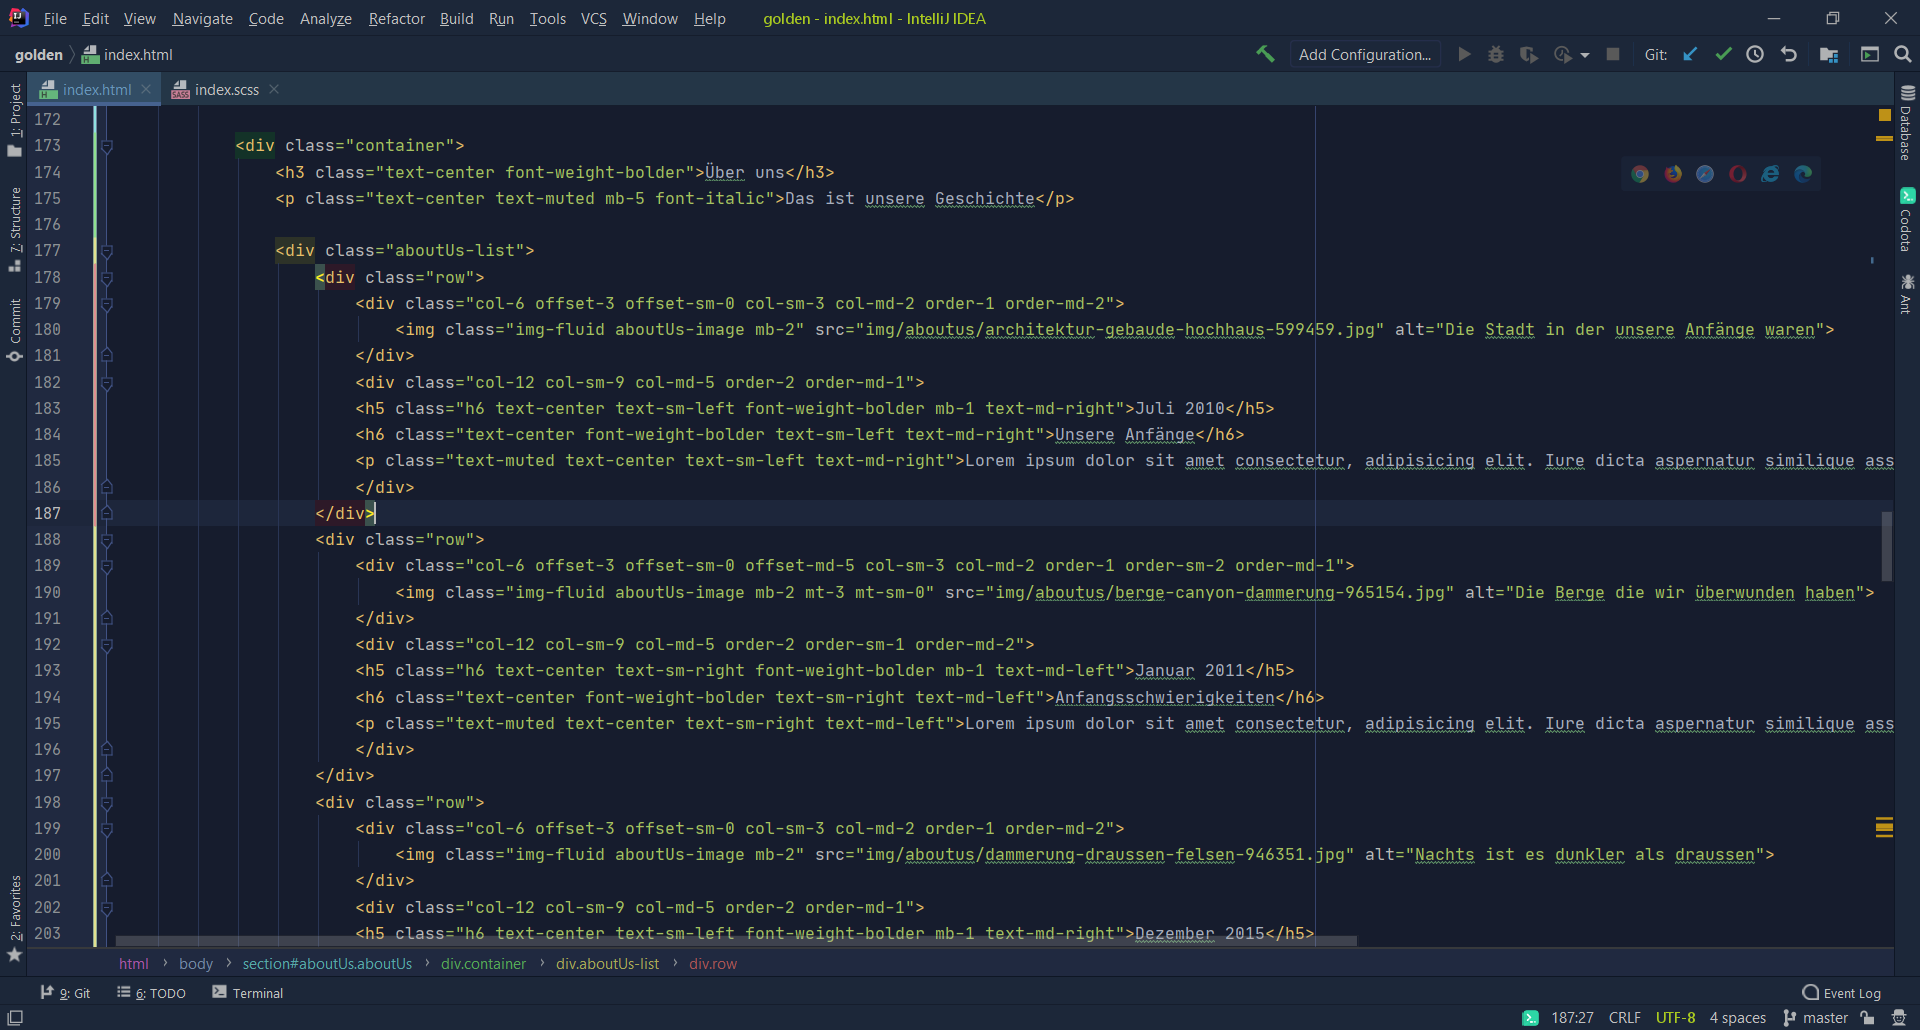 File Edit View Navigate Code Analyze Refactor Build Run Tools VCS Window Help golden - index.html - IntelliJ IDEA
golden index.html Add Configuration... Git:
index.html index.scss
1: Project
7: Structure
Commit
2: Favorites
Database
Codota
Ant
172
173 <div class="container">
174 <h3 class="text-center font-weight-bolder">Über uns</h3>
175 <p class="text-center text-muted mb-5 font-italic">Das ist unsere Geschichte</p>
176
177 <div class="aboutUs-list">
178 <div class="row">
179 <div class="col-6 offset-3 offset-sm-0 col-sm-3 col-md-2 order-1 order-md-2">
180 <img class="img-fluid aboutUs-image mb-2" src="img/aboutus/architektur-gebaude-hochhaus-599459.jpg" alt="Die Stadt in der unsere Anfänge waren">
181 </div>
182 <div class="col-12 col-sm-9 col-md-5 order-2 order-md-1">
183 <h5 class="h6 text-center text-sm-left font-weight-bolder mb-1 text-md-right">Juli 2010</h5>
184 <h6 class="text-center font-weight-bolder text-sm-left text-md-right">Unsere Anfänge</h6>
185 <p class="text-muted text-center text-sm-left text-md-right">Lorem ipsum dolor sit amet consectetur, adipisicing elit. Iure dicta aspernatur similique ass
186 </div>
187 </div>
188 <div class="row">
189 <div class="col-6 offset-3 offset-sm-0 offset-md-5 col-sm-3 col-md-2 order-1 order-sm-2 order-md-1">
190 <img class="img-fluid aboutUs-image mb-2 mt-3 mt-sm-0" src="img/aboutus/berge-canyon-dammerung-965154.jpg" alt="Die Berge die wir überwunden haben">
191 </div>
192 <div class="col-12 col-sm-9 col-md-5 order-2 order-sm-1 order-md-2">
193 <h5 class="h6 text-center text-sm-right font-weight-bolder mb-1 text-md-left">Januar 2011</h5>
194 <h6 class="text-center font-weight-bolder text-sm-right text-md-left">Anfangsschwierigkeiten</h6>
195 <p class="text-muted text-center text-sm-right text-md-left">Lorem ipsum dolor sit amet consectetur, adipisicing elit. Iure dicta aspernatur similique ass
196 </div>
197 </div>
198 <div class="row">
199 <div class="col-6 offset-3 offset-sm-0 col-sm-3 col-md-2 order-1 order-md-2">
200 <img class="img-fluid aboutUs-image mb-2" src="img/aboutus/dammerung-draussen-felsen-946351.jpg" alt="Nachts ist es dunkler als draussen">
201 </div>
202 <div class="col-12 col-sm-9 col-md-5 order-2 order-md-1">
203 <h5 class="h6 text-center text-sm-left font-weight-bolder mb-1 text-md-right">Dezember 2015</h5>
html › body › section#aboutUs.aboutUs › div.container › div.aboutUs-list › div.row
9: Git 6: TODO Terminal Event Log
187:27 CRLF UTF-8 4 spaces master